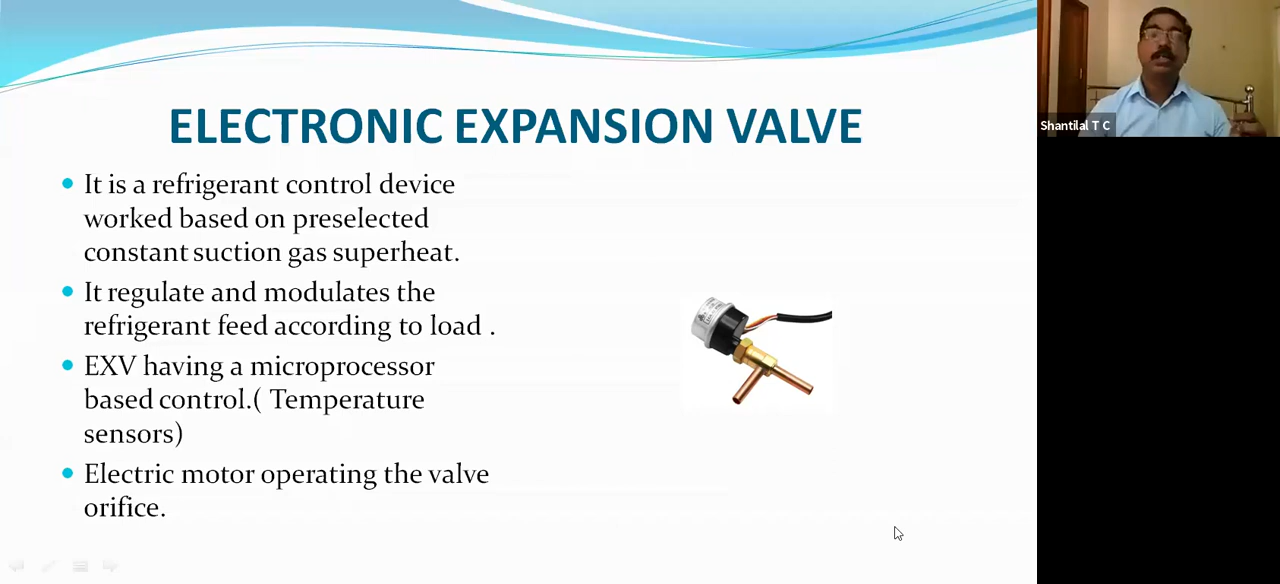 ELECTRONIC EXPANSION VALVE
It is a refrigerant control device
worked based on preselected
constant suction gas superheat.
It regulate and modulates the
refrigerant feed according to load .
EXV having a microprocessor
based control.( Temperature
sensors)
Electric motor operating the valve
orifice.
Shantilal T C